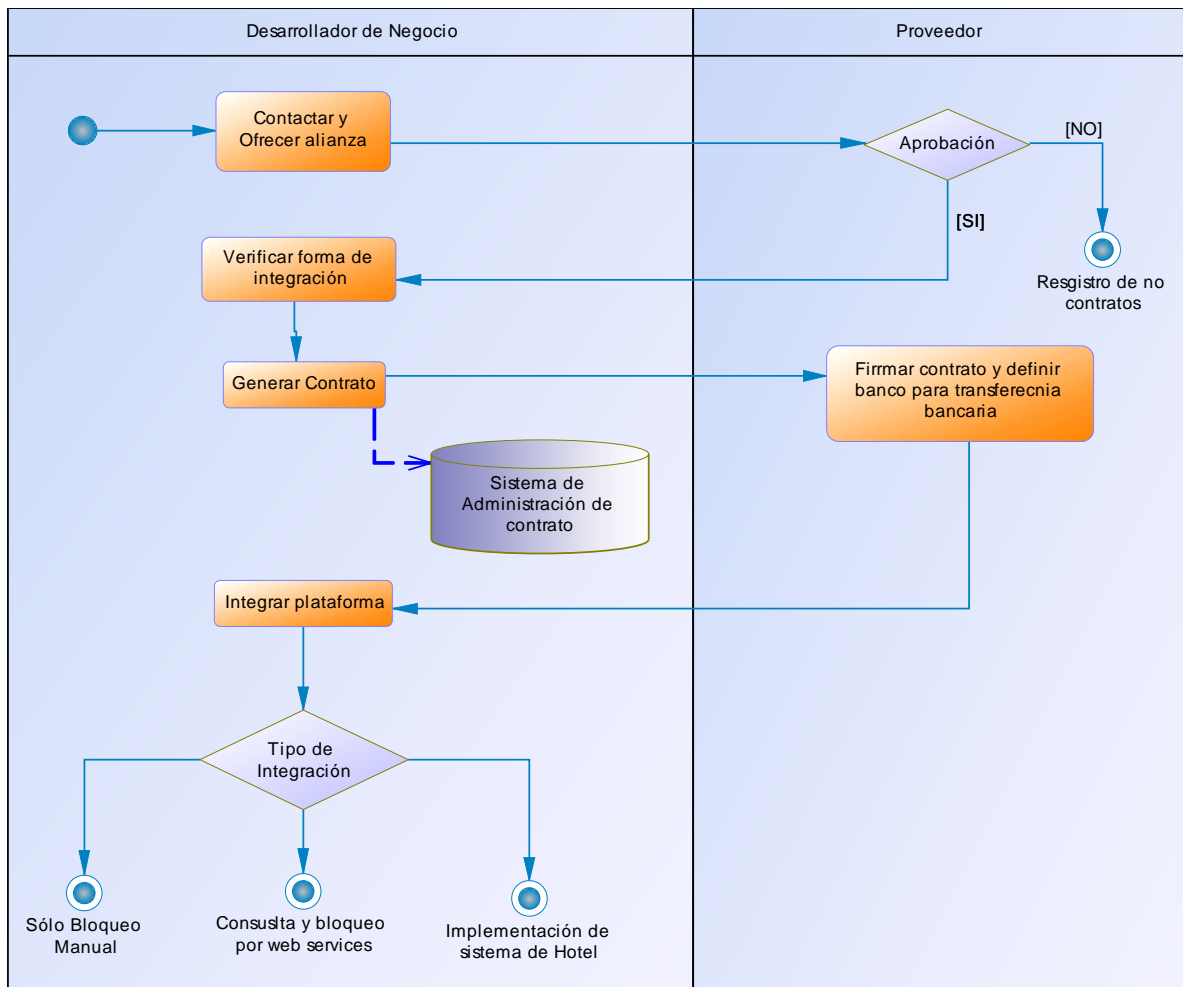 Desarrollador de Negocio
Proveedor
Contactar y
Ofrecer alianza
Aprobación
[NO]
[SI]
Resgistro de no
contratos
Verificar forma de
integración
Generar Contrato
Firmar contrato y definir
banco para transferecnia
bancaria
Sistema de
Administración de
contrato
Integrar plataforma
Tipo de
Integración
Sólo Bloqueo
Manual
Consuslta y bloqueo
por web services
Implementación de
sistema de Hotel